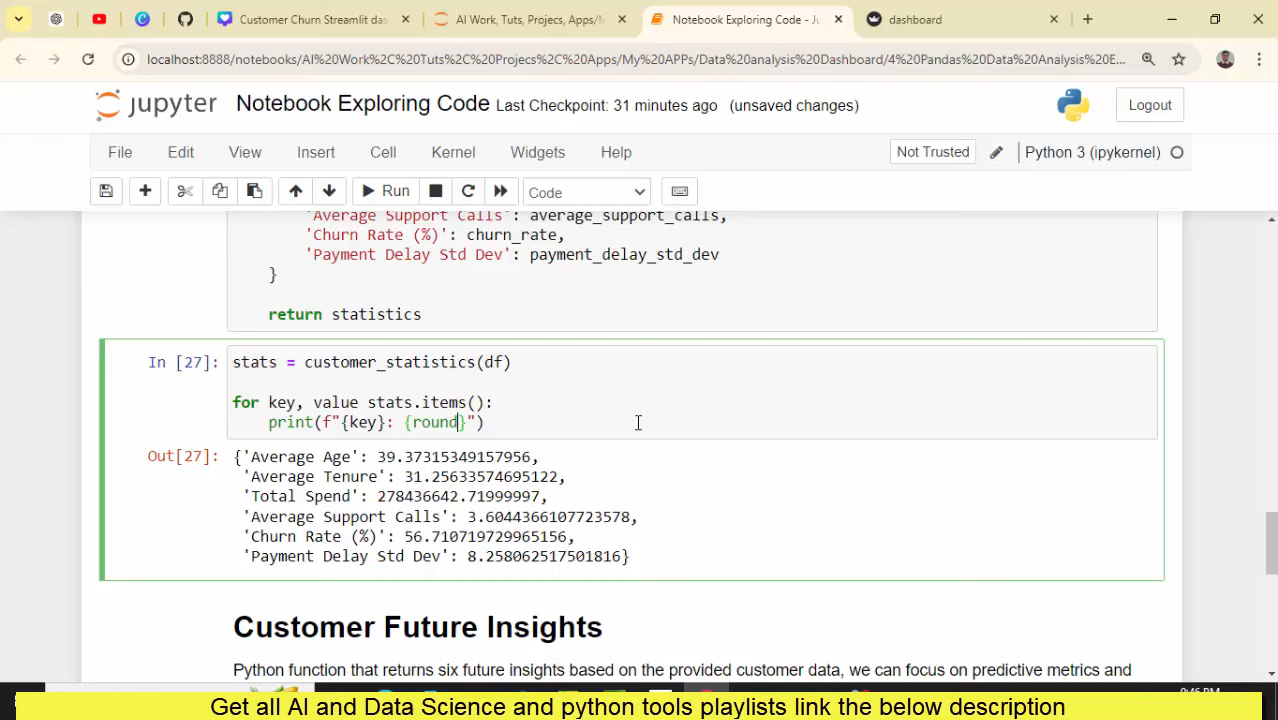 Customer Churn Streamlit das
AI Work, Tuts, Projecs, Apps/M
Notebook Exploring Code - Ju
dashboard
localhost:8888/notebooks/AI%20Work%2C%20Tuts%2C%20Projecs%2C%20Apps/My%20APPs/Data%20analysis%20Dashboard/4%20Pandas%20Data%20Analysis%20E...
jupyter Notebook Exploring Code Last Checkpoint: 31 minutes ago (unsaved changes) Logout
File Edit View Insert Cell Kernel Widgets Help Not Trusted Python 3 (ipykernel)
Run Code
'Average Support Calls': average_support_calls,
'Churn Rate (%)': churn_rate,
'Payment Delay Std Dev': payment_delay_std_dev
}
return statistics
In [27]: stats = customer_statistics(df)
for key, value stats.items():
print(f"{key}: {round}")
Out[27]: {'Average Age': 39.37315349157956,
'Average Tenure': 31.25633574695122,
'Total Spend': 278436642.71999997,
'Average Support Calls': 3.6044366107723578,
'Churn Rate (%)': 56.710719729965156,
'Payment Delay Std Dev': 8.258062517501816}
Customer Future Insights
Python function that returns six future insights based on the provided customer data, we can focus on predictive metrics and
Get all AI and Data Science and python tools playlists link the below description